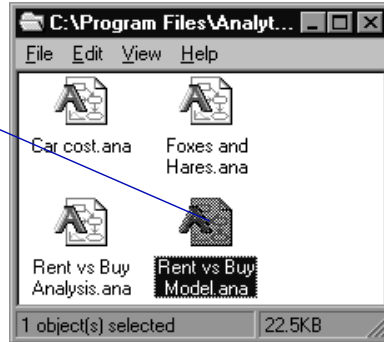 C:\Program Files\Analyt...
File Edit View Help
Car cost.ana
Foxes and
Hares.ana
Rent vs Buy
Analysis.ana
Rent vs Buy
Model.ana
1 object(s) selected
22.5KB